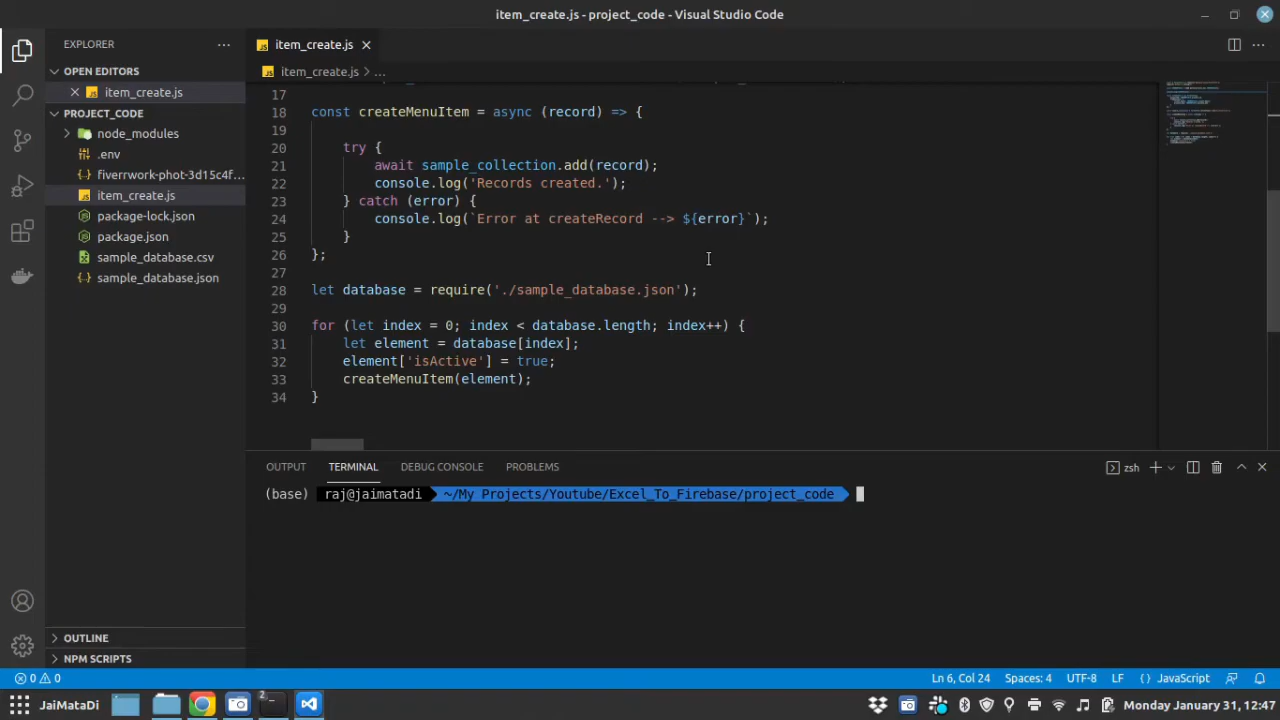 item_create.js - project_code - Visual Studio Code
EXPLORER
OPEN EDITORS
item_create.js
PROJECT_CODE
node_modules
.env
fiverrwork-phot-3d15c4f...
item_create.js
package-lock.json
package.json
sample_database.csv
sample_database.json
OUTLINE
NPM SCRIPTS
item_create.js
item_create.js > ...
17
18 const createMenuItem = async (record) => {
19
20 try {
21 await sample_collection.add(record);
22 console.log('Records created.');
23 } catch (error) {
24 console.log(`Error at createRecord --> ${error}`);
25 }
26 };
27
28 let database = require('./sample_database.json');
29
30 for (let index = 0; index < database.length; index++) {
31 let element = database[index];
32 element['isActive'] = true;
33 createMenuItem(element);
34 }
OUTPUT TERMINAL DEBUG CONSOLE PROBLEMS
zsh
(base) raj@jaimatadi ~/My Projects/Youtube/Excel_To_Firebase/project_code
0 0
Ln 6, Col 24 Spaces: 4 UTF-8 LF {} JavaScript
JaiMaTaDi
2
Monday January 31, 12:47